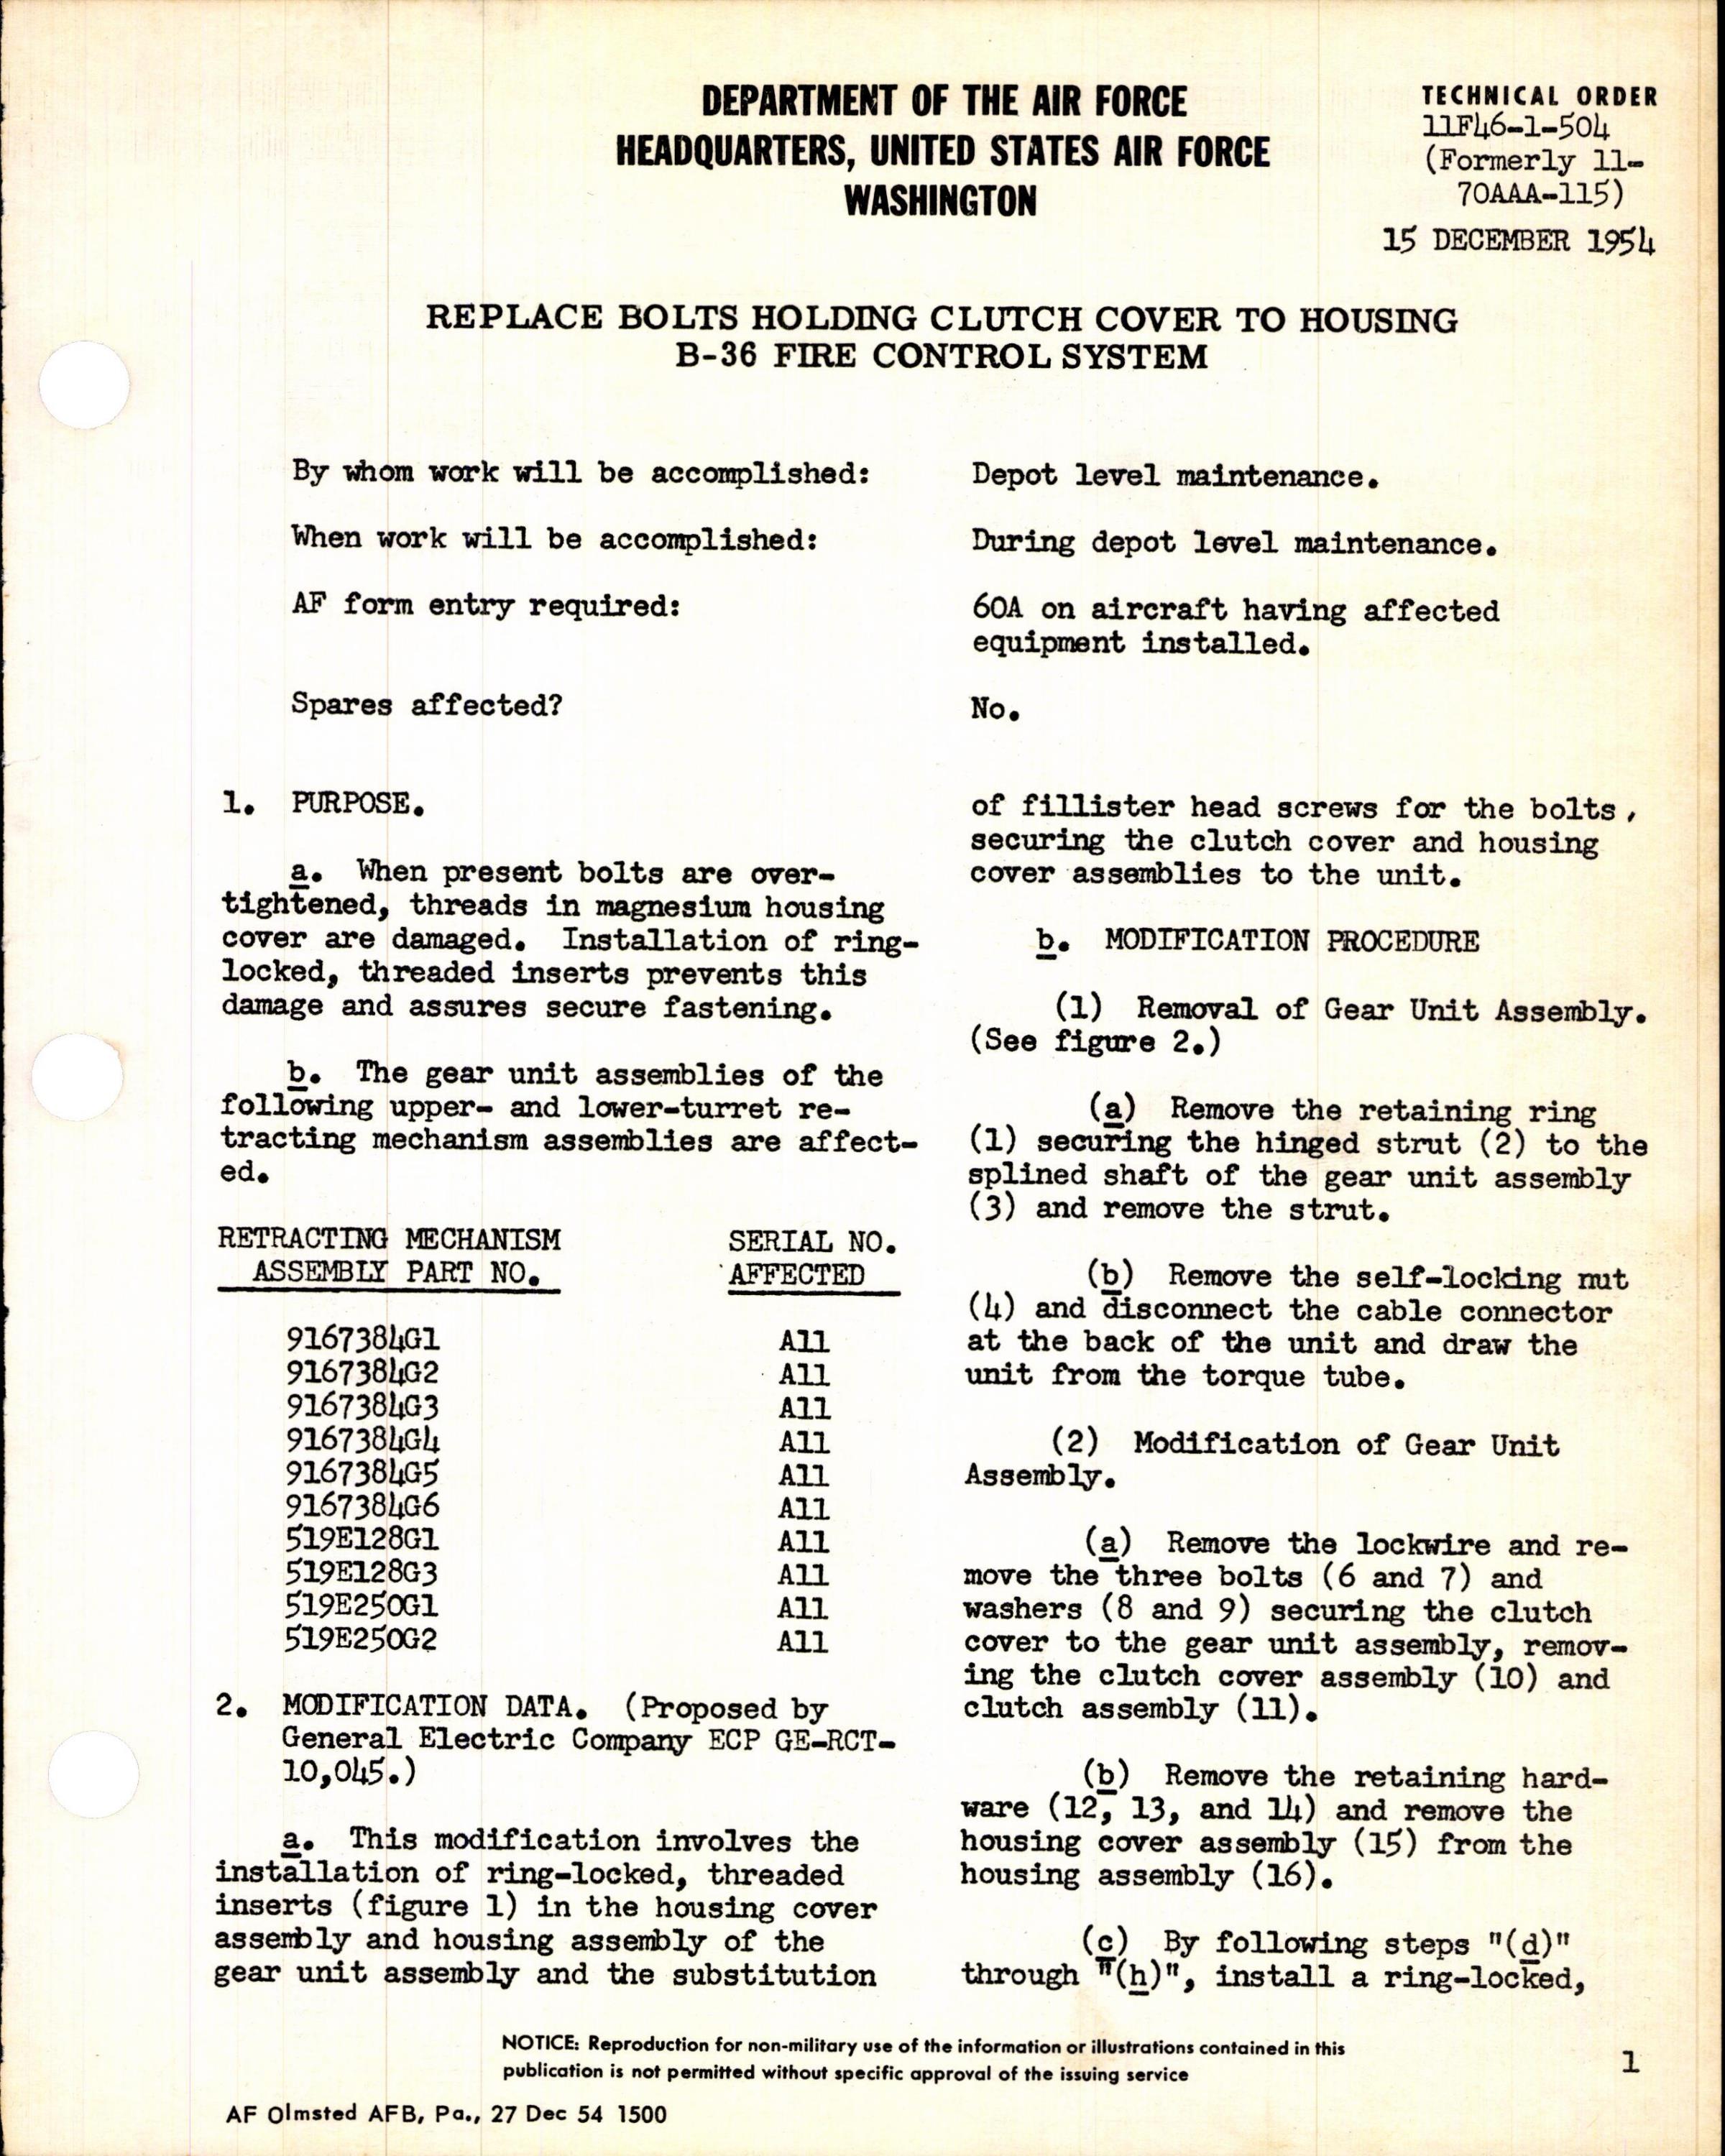 DEPARTMENT OF THE AIR FORCE
HEADQUARTERS, UNITED STATES AIR FORCE
WASHINGTON
TECHNICAL ORDER
11F46-1-504
(Formerly 11-
70AAA-115)
15 DECEMBER 1954
REPLACE BOLTS HOLDING CLUTCH COVER TO HOUSING
B-36 FIRE CONTROL SYSTEM
By whom work will be accomplished: Depot level maintenance.
When work will be accomplished: During depot level maintenance.
AF form entry required: 60A on aircraft having affected
equipment installed.
Spares affected? No.
1. PURPOSE.
a. When present bolts are over-
tightened, threads in magnesium housing
cover are damaged. Installation of ring-
locked, threaded inserts prevents this
damage and assures secure fastening.
b. The gear unit assemblies of the
following upper- and lower-turret re-
tracting mechanism assemblies are affect-
ed.
RETRACTING MECHANISM SERIAL NO.
ASSEMBLY PART NO. AFFECTED
9167384G1 All
9167384G2 All
9167384G3 All
9167384G4 All
9167384G5 All
9167384G6 All
519E128G1 All
519E128G3 All
519E250G1 All
519E250G2 All
2. MODIFICATION DATA. (Proposed by
General Electric Company ECP GE-RCT-
10,045.)
a. This modification involves the
installation of ring-locked, threaded
inserts (figure 1) in the housing cover
assembly and housing assembly of the
gear unit assembly and the substitution
of fillister head screws for the bolts,
securing the clutch cover and housing
cover assemblies to the unit.
b. MODIFICATION PROCEDURE
(1) Removal of Gear Unit Assembly.
(See figure 2.)
(a) Remove the retaining ring
(1) securing the hinged strut (2) to the
splined shaft of the gear unit assembly
(3) and remove the strut.
(b) Remove the self-locking nut
(4) and disconnect the cable connector
at the back of the unit and draw the
unit from the torque tube.
(2) Modification of Gear Unit
Assembly.
(a) Remove the lockwire and re-
move the three bolts (6 and 7) and
washers (8 and 9) securing the clutch
cover to the gear unit assembly, remov-
ing the clutch cover assembly (10) and
clutch assembly (11).
(b) Remove the retaining hard-
ware (12, 13, and 14) and remove the
housing cover assembly (15) from the
housing assembly (16).
(c) By following steps "(d)"
through "(h)", install a ring-locked,
NOTICE: Reproduction for non-military use of the information or illustrations contained in this
publication is not permitted without specific approval of the issuing service
1
AF Olmsted AFB, Pa., 27 Dec 54 1500